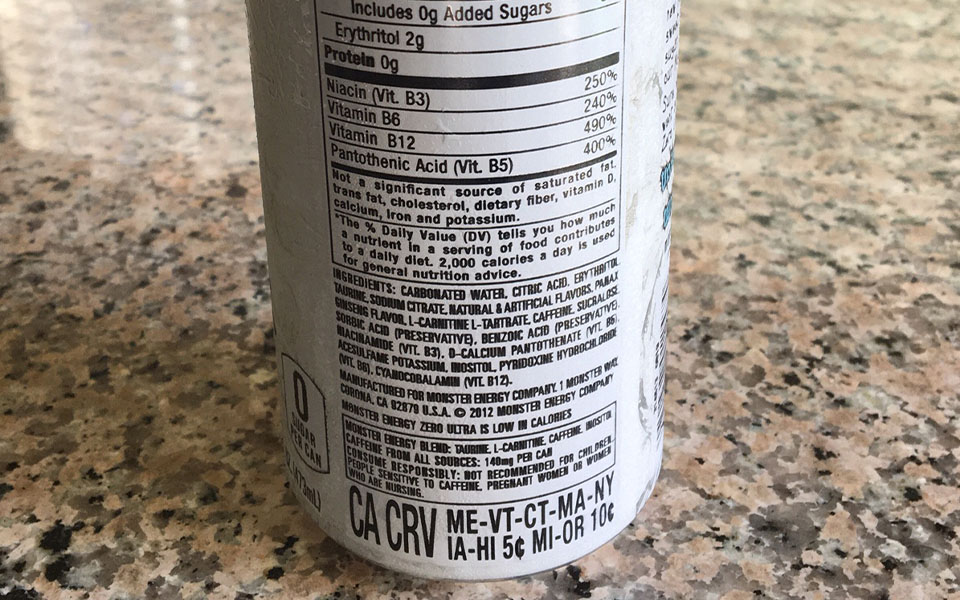 Includes 0g Added Sugars
Erythritol 2g
Protein 0g
Niacin (Vit. B3) 250%
Vitamin B6 240%
Vitamin B12 490%
Pantothenic Acid (Vit. B5) 400%
Not a significant source of saturated fat,
trans fat, cholesterol, dietary fiber, vitamin D,
calcium, iron and potassium.
*The % Daily Value (DV) tells you how much
a nutrient in a serving of food contributes
to a daily diet. 2,000 calories a day is used
for general nutrition advice.
INGREDIENTS: CARBONATED WATER, CITRIC ACID, ERYTHRITOL,
TAURINE, SODIUM CITRATE, NATURAL & ARTIFICIAL FLAVORS, PANAX
GINSENG FLAVOR, L-CARNITINE L-TARTRATE, CAFFEINE, SUCRALOSE,
SORBIC ACID (PRESERVATIVE), BENZOIC ACID (PRESERVATIVE),
NIACINAMIDE (VIT. B3), D-CALCIUM PANTOTHENATE (VIT. B5),
ACESULFAME POTASSIUM, INOSITOL, PYRIDOXINE HYDROCHLORIDE
(VIT. B6), CYANOCOBALAMIN (VIT. B12).
MANUFACTURED FOR MONSTER ENERGY COMPANY. 1 MONSTER WAY,
CORONA, CA 92879 U.S.A. © 2012 MONSTER ENERGY COMPANY
MONSTER ENERGY ZERO ULTRA IS LOW IN CALORIES
MONSTER ENERGY BLEND: TAURINE, L-CARNITINE, CAFFEINE, INOSITOL
CAFFEINE FROM ALL SOURCES: 140mg PER CAN
CONSUME RESPONSIBLY: NOT RECOMMENDED FOR CHILDREN,
PEOPLE SENSITIVE TO CAFFEINE, PREGNANT WOMEN OR WOMEN
WHO ARE NURSING.
CA CRV ME-VT-CT-MA-NY
IA-HI 5¢ MI-OR 10¢
0
SUGAR
PER CAN